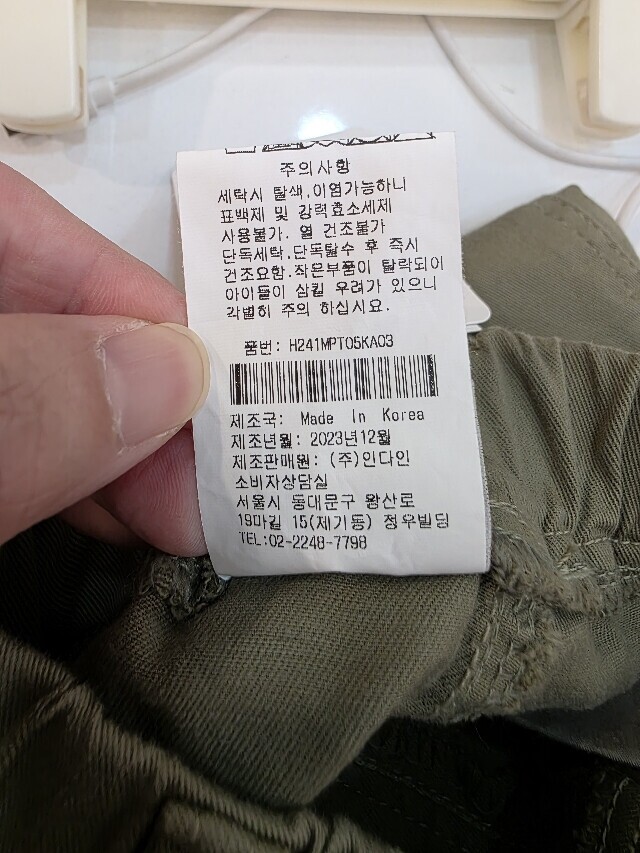 주의사항
세탁시 탈색,이염가능하니
표백제 및 강력효소세제
사용불가. 열 건조불가
단독세탁,단독탈수 후 즉시
건조요함.작은부품이 탈락되어
아이들이 삼킬 우려가 있으니
각별히 주의 하십시요.
품번: H241MPT05KA03
제조국: Made In Korea
제조년월: 2023년12월
제조판매원: (주)인다인
소비자상담실
서울시 동대문구 왕산로
19마길 15(제기동) 청우빌딩
TEL:02-2248-7798